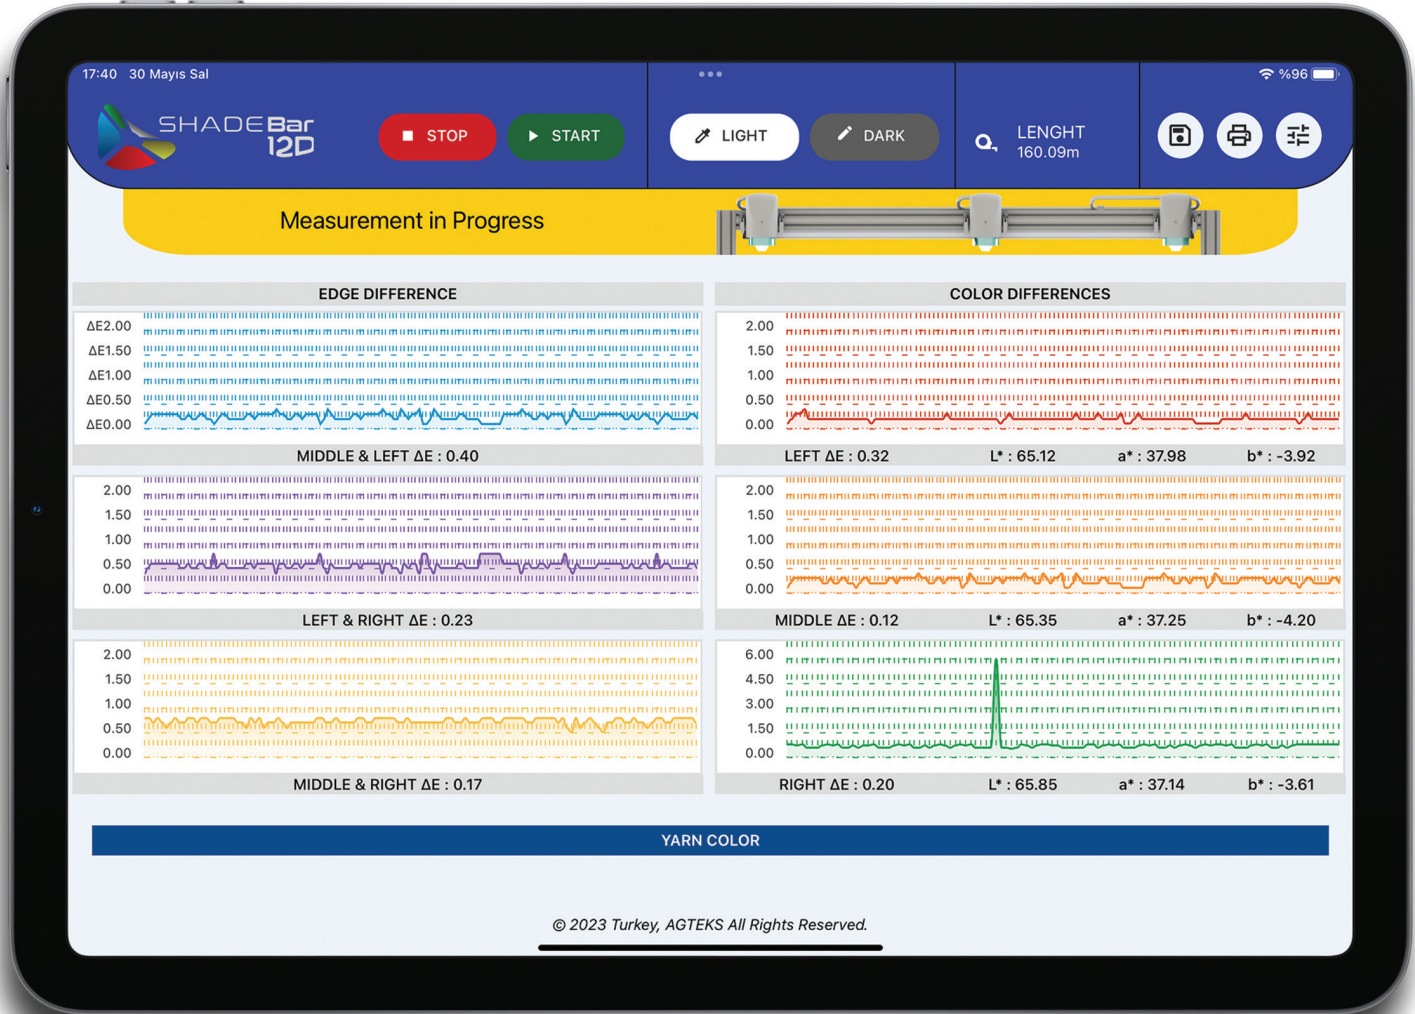 17:40 30 Mayıs Sal
%96
SHADEBar
12D
STOP
START
LIGHT
DARK
LENGHT
160.09m
Measurement in Progress
EDGE DIFFERENCE
ΔE2.00
ΔE1.50
ΔE1.00
ΔE0.50
ΔE0.00
MIDDLE & LEFT ΔE : 0.40
2.00
1.50
1.00
0.50
0.00
LEFT & RIGHT ΔE : 0.23
2.00
1.50
1.00
0.50
0.00
MIDDLE & RIGHT ΔE : 0.17
COLOR DIFFERENCES
2.00
1.50
1.00
0.50
0.00
LEFT ΔE : 0.32 L* : 65.12 a* : 37.98 b* : -3.92
2.00
1.50
1.00
0.50
0.00
MIDDLE ΔE : 0.12 L* : 65.35 a* : 37.25 b* : -4.20
6.00
4.50
3.00
1.50
0.00
RIGHT ΔE : 0.20 L* : 65.85 a* : 37.14 b* : -3.61
YARN COLOR
© 2023 Turkey, AGTEKS All Rights Reserved.